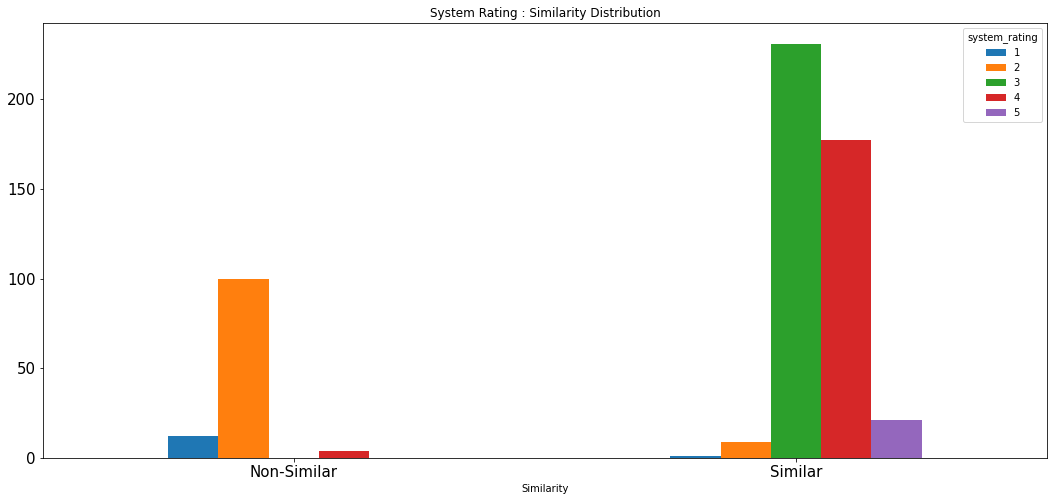 System Rating : Similarity Distribution
system_rating
1
2
3
4
5
200
150
100
50
0
Non-Similar
Similar
Similarity